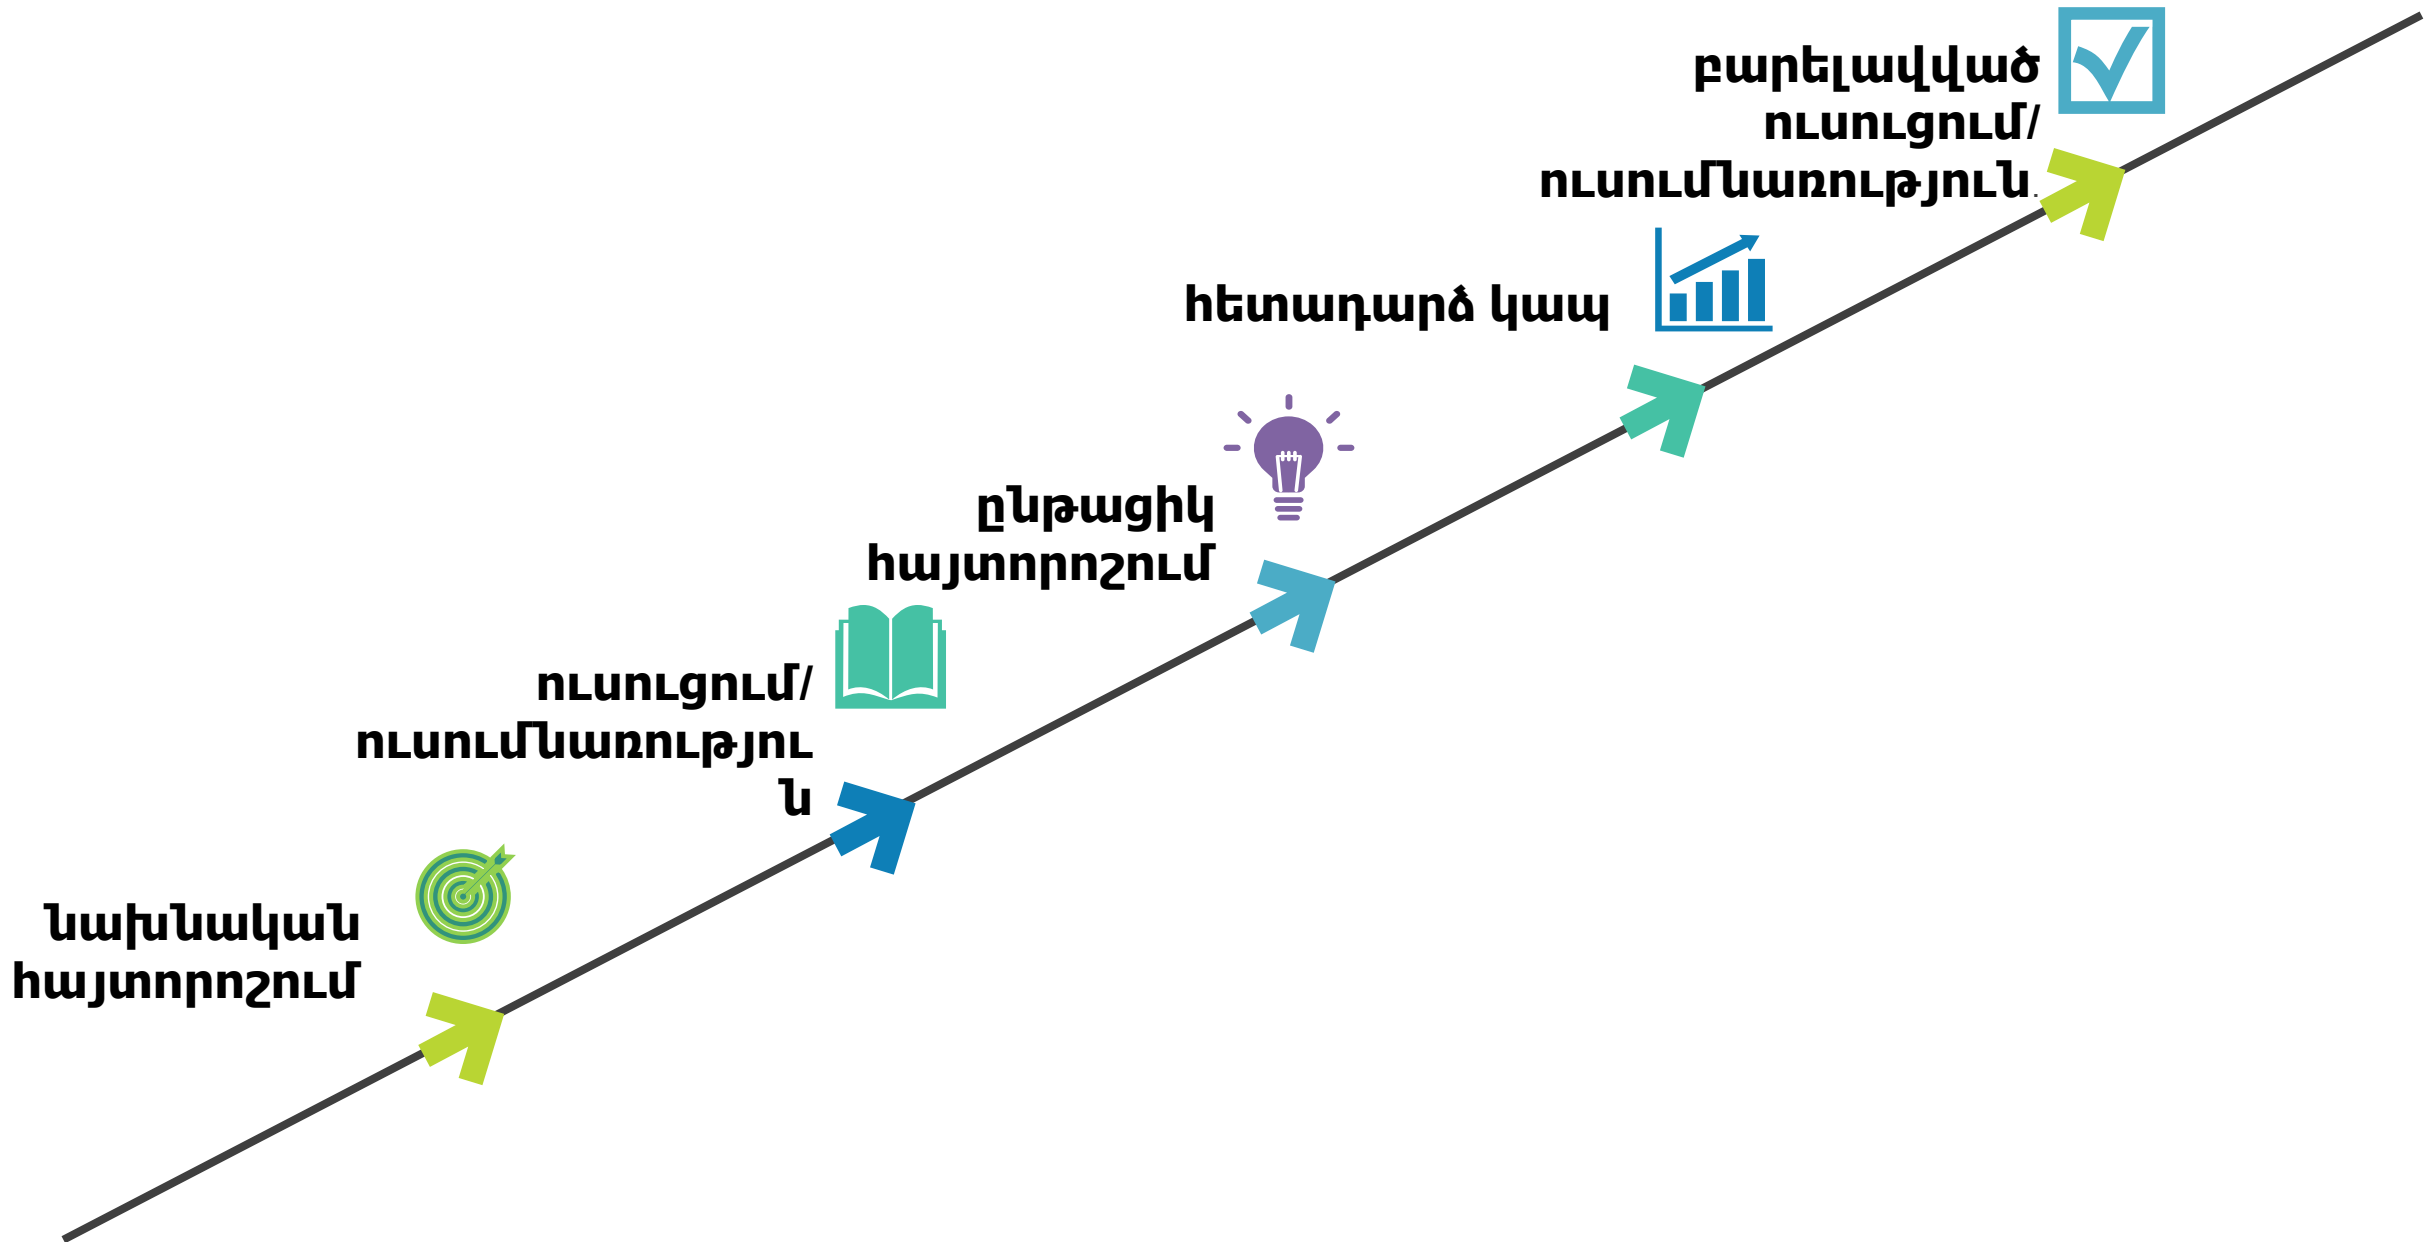 բարելավված
ուսուցում/
ուսումնառություն.
հետադարձ կապ
ընթացիկ
հայտորոշում
ուսուցում/
ուսումնառությու
ն
նախնական
հայտորոշում